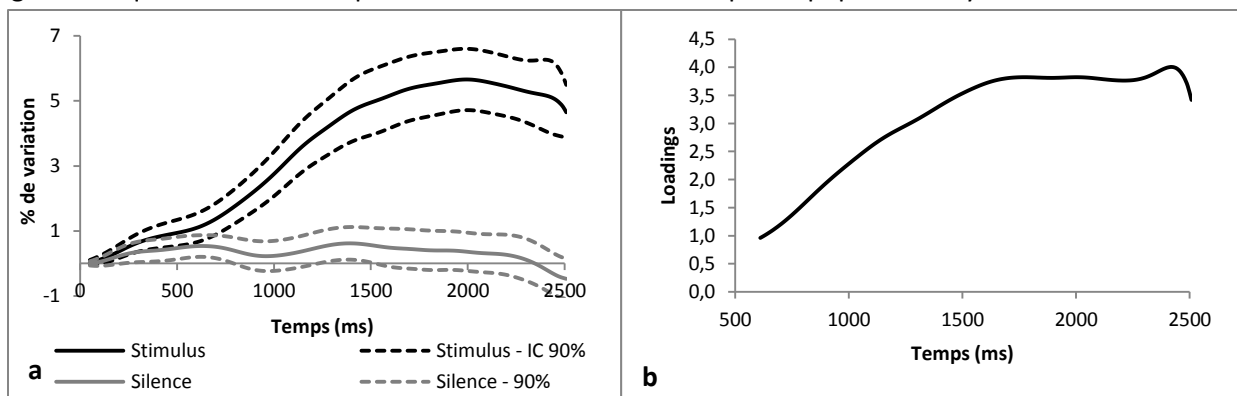 7
5
3
1
-1
% de variation
0 500 1000 1500 2000 2500
Temps (ms)
Stimulus
Stimulus - IC 90%
Silence
Silence - 90%
a
4,5
4,0
3,5
3,0
2,5
2,0
1,5
1,0
0,5
0,0
Loadings
500 1000 1500 2000 2500
Temps (ms)
b